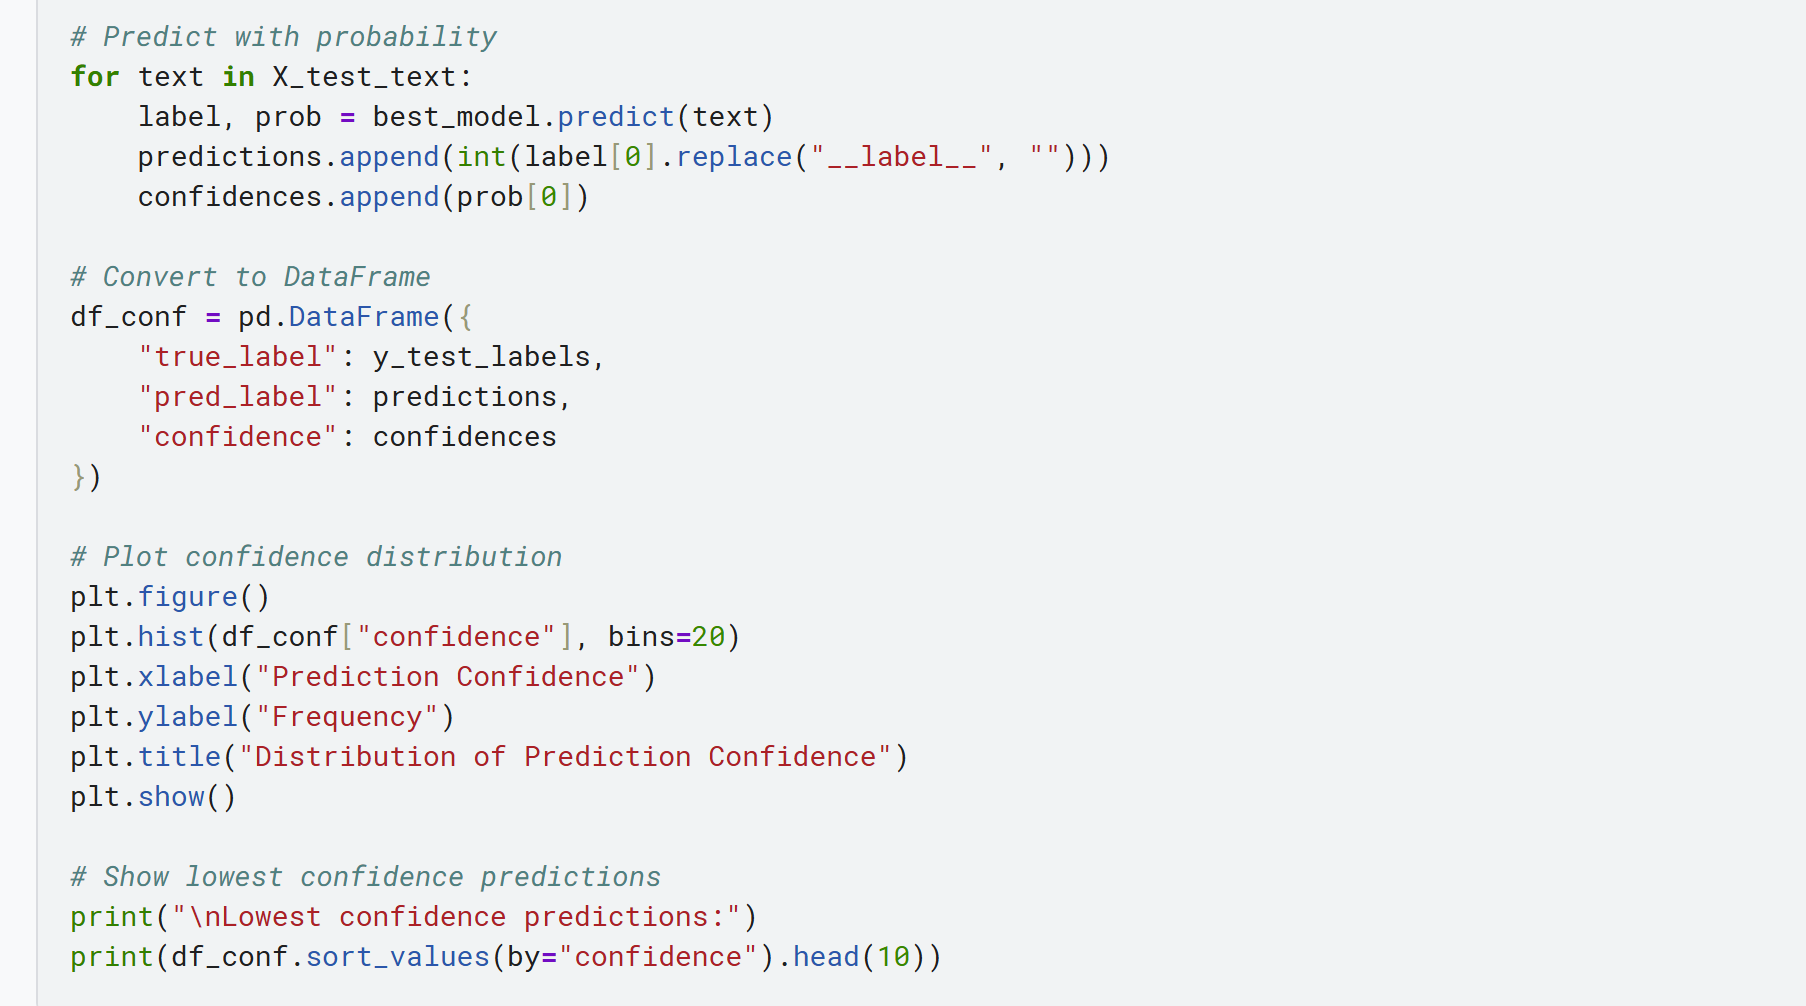 # Predict with probability
for text in X_test_text:
    label, prob = best_model.predict(text)
    predictions.append(int(label[0].replace("__label__", "")))
    confidences.append(prob[0])

# Convert to DataFrame
df_conf = pd.DataFrame({
    "true_label": y_test_labels,
    "pred_label": predictions,
    "confidence": confidences
})

# Plot confidence distribution
plt.figure()
plt.hist(df_conf["confidence"], bins=20)
plt.xlabel("Prediction Confidence")
plt.ylabel("Frequency")
plt.title("Distribution of Prediction Confidence")
plt.show()

# Show lowest confidence predictions
print("\nLowest confidence predictions:")
print(df_conf.sort_values(by="confidence").head(10))